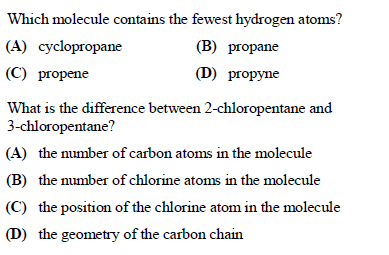 Which molecule contains the fewest hydrogen atoms?
(A) cyclopropane (B) propane
(C) propene (D) propyne
What is the difference between 2-chloropentane and
3-chloropentane?
(A) the number of carbon atoms in the molecule
(B) the number of chlorine atoms in the molecule
(C) the position of the chlorine atom in the molecule
(D) the geometry of the carbon chain